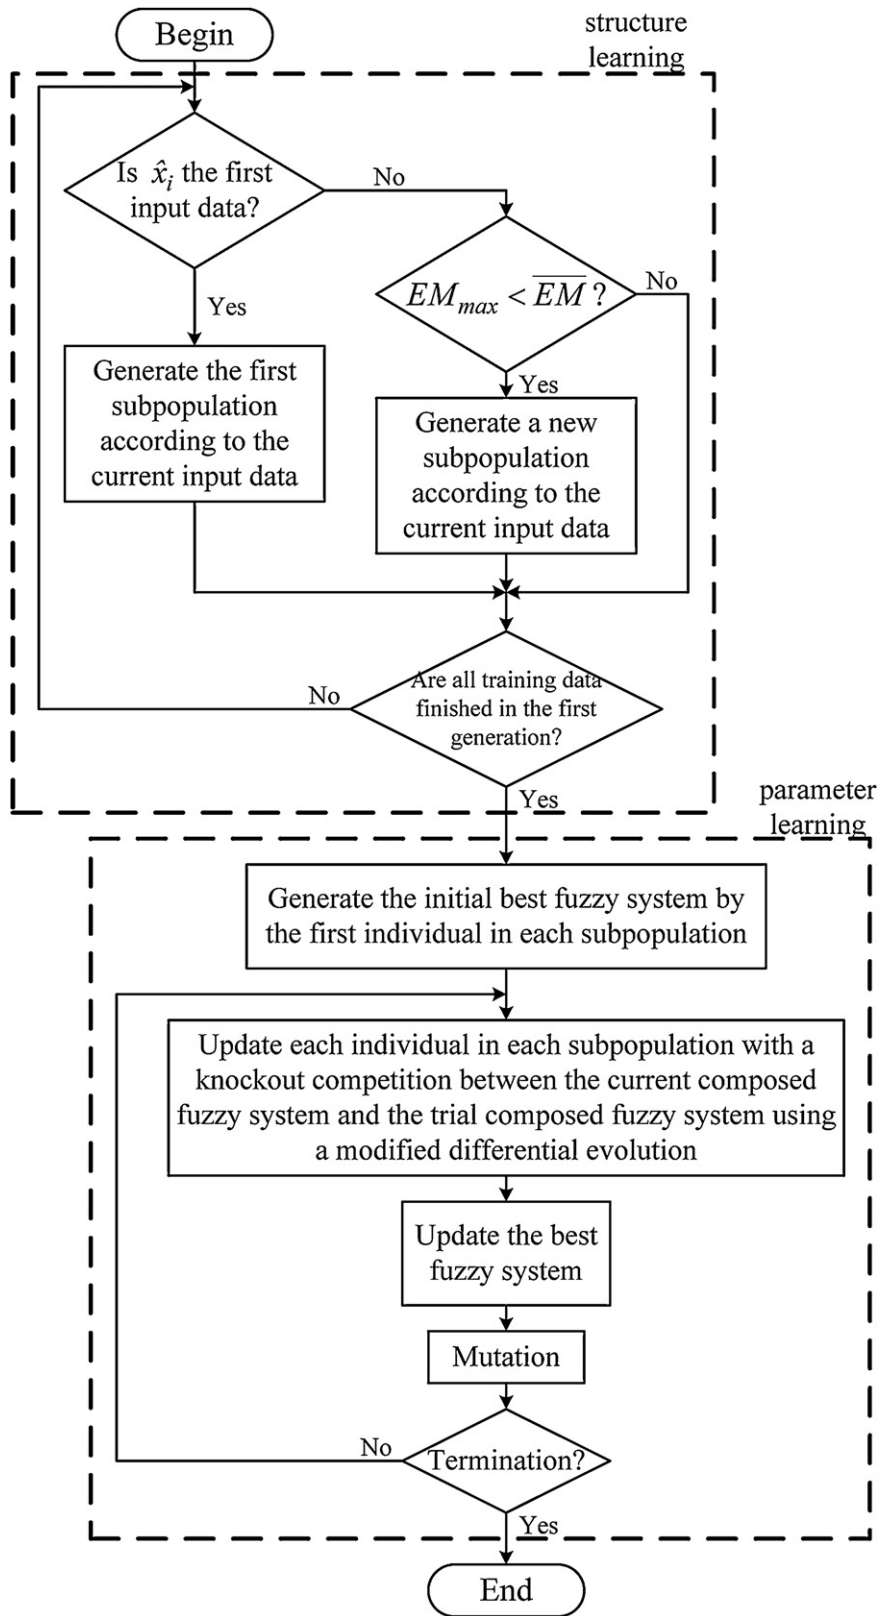 Begin
structure
learning
Is x̂ᵢ the first
input data?
No
Yes
EM_max < \overline{EM} ?
No
Yes
Generate the first
subpopulation
according to the
current input data
Generate a new
subpopulation
according to the
current input data
Are all training data
finished in the first
generation?
No
Yes
parameter
learning
Generate the initial best fuzzy system by
the first individual in each subpopulation
Update each individual in each subpopulation with a
knockout competition between the current composed
fuzzy system and the trial composed fuzzy system using
a modified differential evolution
Update the best
fuzzy system
Mutation
Termination?
No
Yes
End